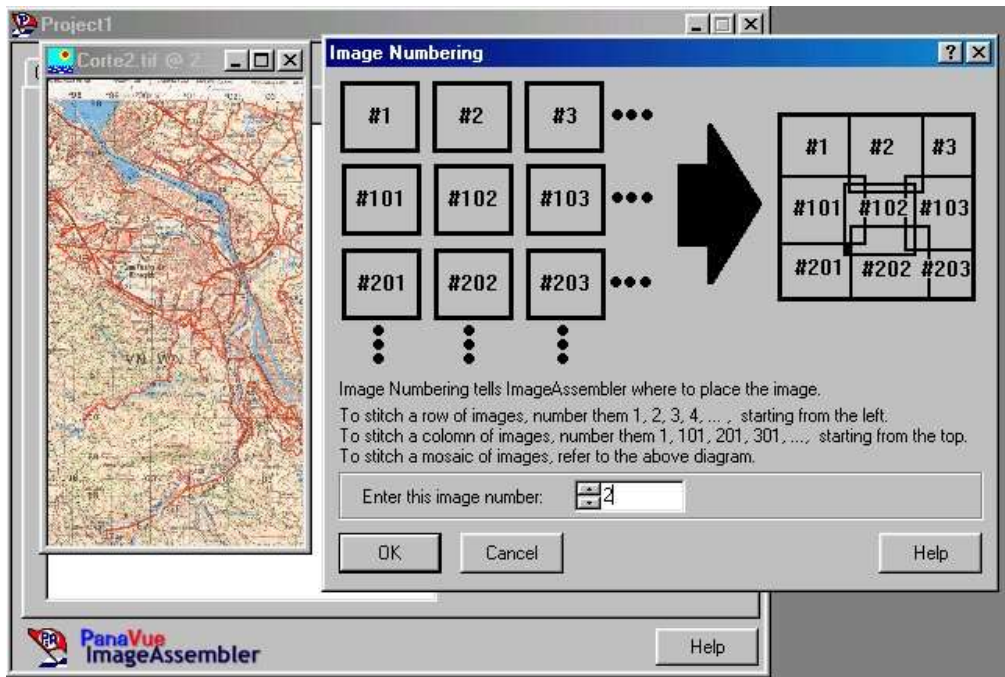 Project1
Corte2.tif @ 2
Image Numbering
#1 #2 #3
#101 #102 #103
#201 #202 #203
#1 #2 #3
#101 #102 #103
#201 #202 #203
Image Numbering tells ImageAssembler where to place the image.
To stitch a row of images, number them 1, 2, 3, 4, ... , starting from the left.
To stitch a colomn of images, number them 1, 101, 201, 301, ..., starting from the top.
To stitch a mosaic of images, refer to the above diagram.
Enter this image number: 2
OK Cancel Help
PanaVue
ImageAssembler
Help